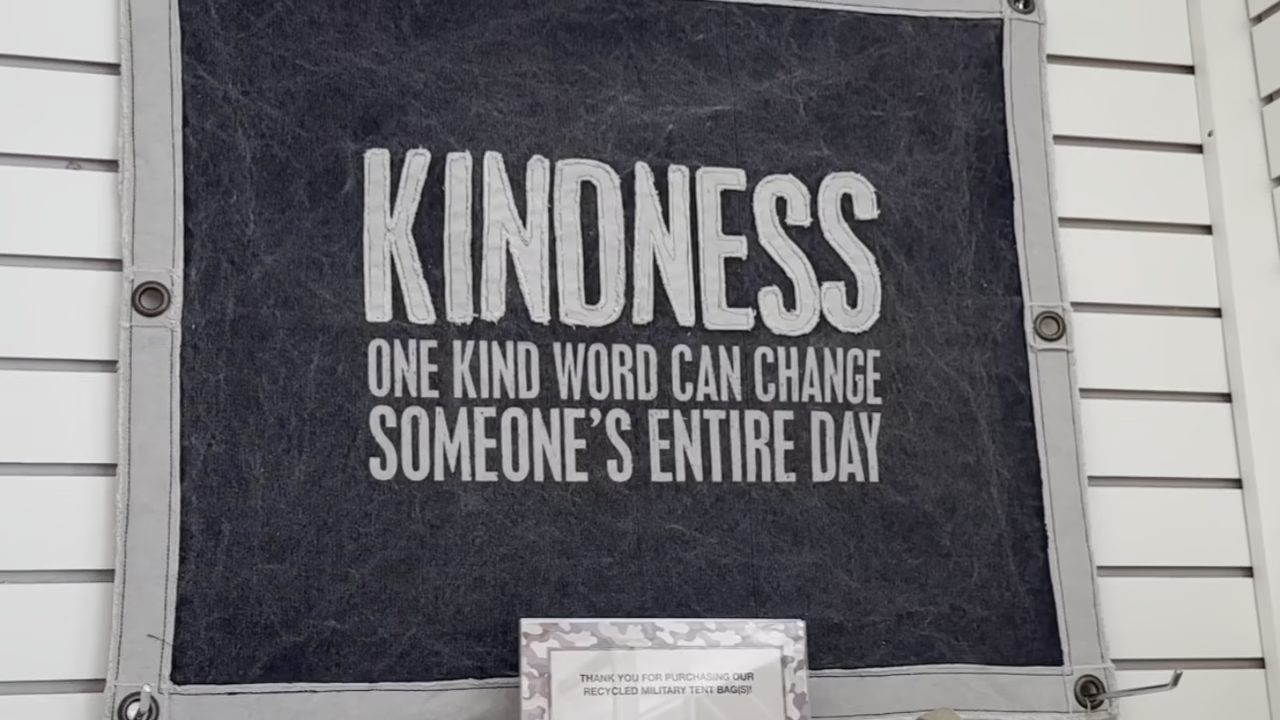 KINDNESS
ONE KIND WORD CAN CHANGE
SOMEONE'S ENTIRE DAY
THANK YOU FOR PURCHASING OUR
RECYCLED MILITARY TENT BAG(S)!